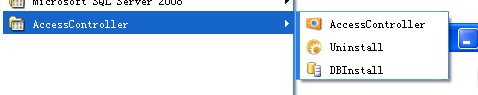 Microsoft SQL Server 2008
AccessController
AccessController
Uninstall
DBInstall